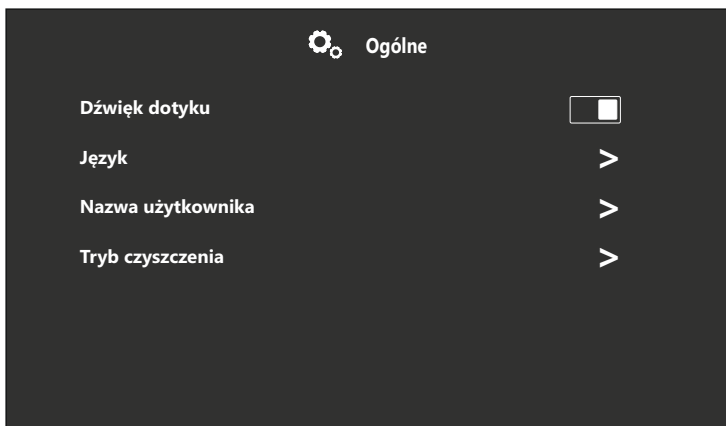 Ogólne
Dźwięk dotyku
Język >
Nazwa użytkownika >
Tryb czyszczenia >